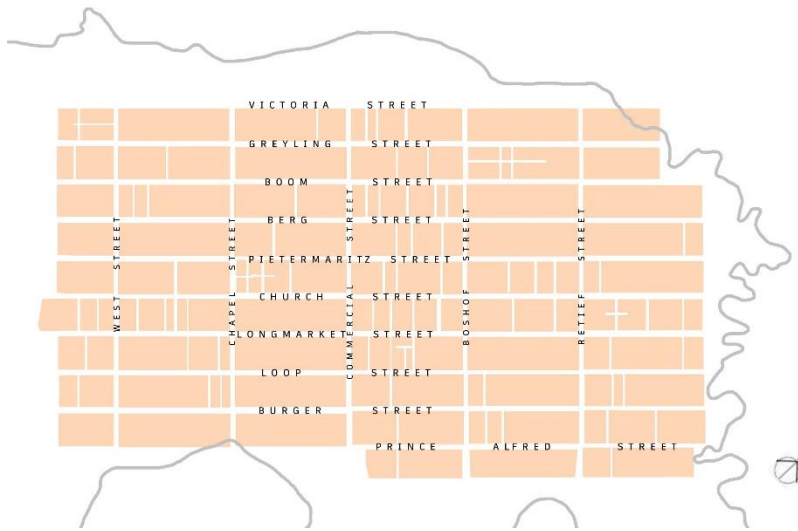 VICTORIA STREET
GREYLING STREET
BOOM STREET
BERG STREET
PIETERMARITZ STREET
CHURCH STREET
LONGMARKET STREET
LOOP STREET
BURGER STREET
PRINCE ALFRED STREET
WEST STREET
CHAPEL STREET
COMMERCIAL STREET
BOSHOF STREET
RETIEF STREET